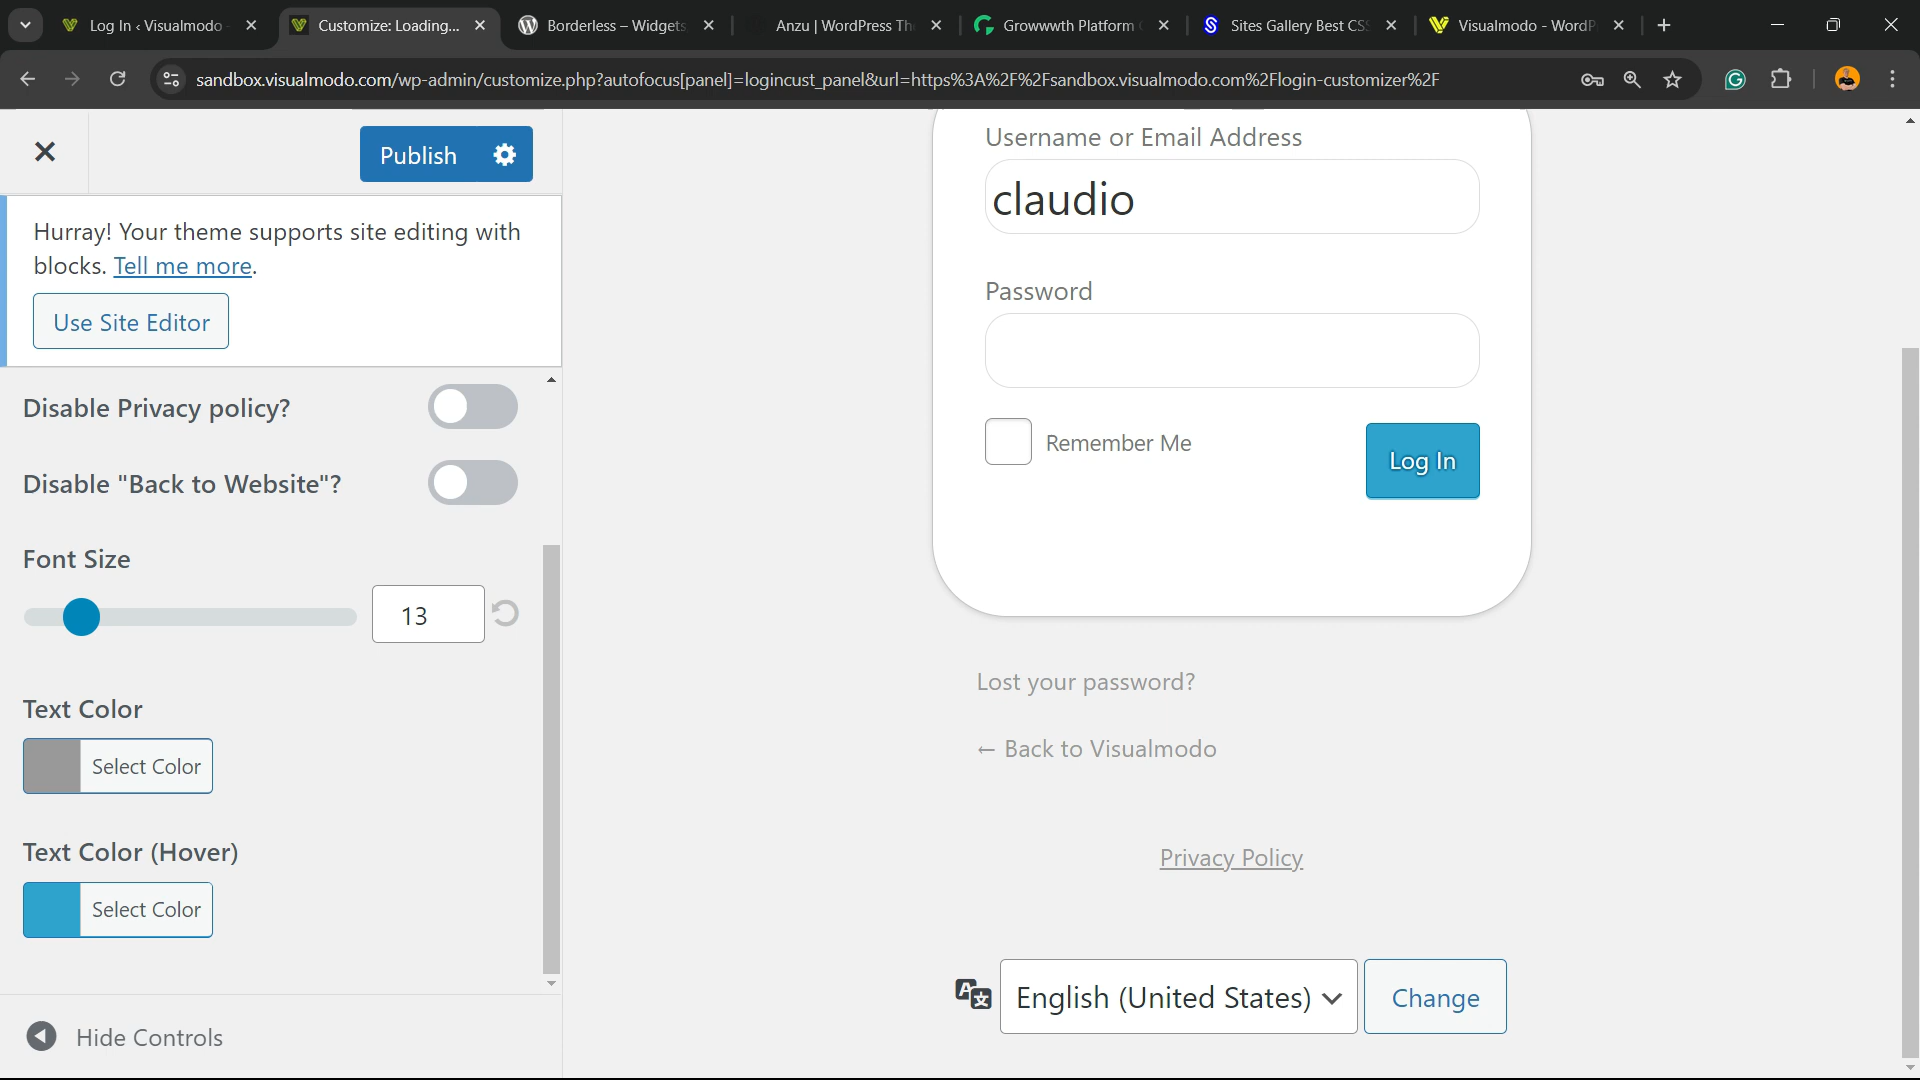 Log In ‹ Visualmodo
Customize: Loading...
Borderless – Widgets
Anzu | WordPress Th
Growwwth Platform
Sites Gallery Best CSS
Visualmodo - WordP
sandbox.visualmodo.com/wp-admin/customize.php?autofocus[panel]=logincust_panel&url=https%3A%2F%2Fsandbox.visualmodo.com%2Flogin-customizer%2F
Publish
Hurray! Your theme supports site editing with
blocks. Tell me more.
Use Site Editor
Disable Privacy policy?
Disable "Back to Website"?
Font Size
13
Text Color
Select Color
Text Color (Hover)
Select Color
Hide Controls
Username or Email Address
claudio
Password
Remember Me
Log In
Lost your password?
← Back to Visualmodo
Privacy Policy
English (United States)
Change